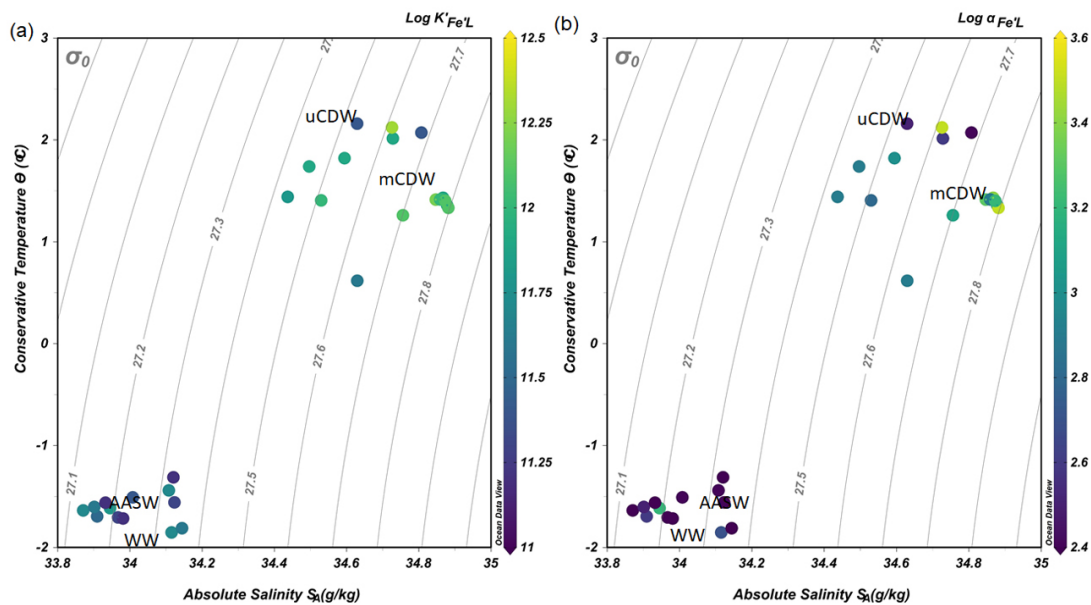 (a)
Log K'Fe'L
σ0
27.
27.7
3
2
1
0
-1
-2
Conservative Temperature Θ (°C)
uCDW
mCDW
27.3
27.8
27.2
27.6
27.1
27.5
AASW
WW
33.8
34
34.2
34.4
34.6
34.8
35
Absolute Salinity SA(g/kg)
12.5
12.25
12
11.75
11.5
11.25
11
Ocean Data View
(b)
Log αFe'L
σ0
27.
27.7
3
2
1
0
-1
-2
Conservative Temperature Θ (°C)
uCDW
mCDW
27.3
27.8
27.2
27.6
27.1
27.5
AASW
WW
33.8
34
34.2
34.4
34.6
34.8
35
Absolute Salinity SA(g/kg)
3.6
3.4
3.2
3
2.8
2.6
2.4
Ocean Data View